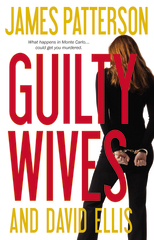 JAMES
PATTERSON
What happens in Monte Carlo...
could get you murdered.
GUILTY
WIVES
AND DAVID ELLIS